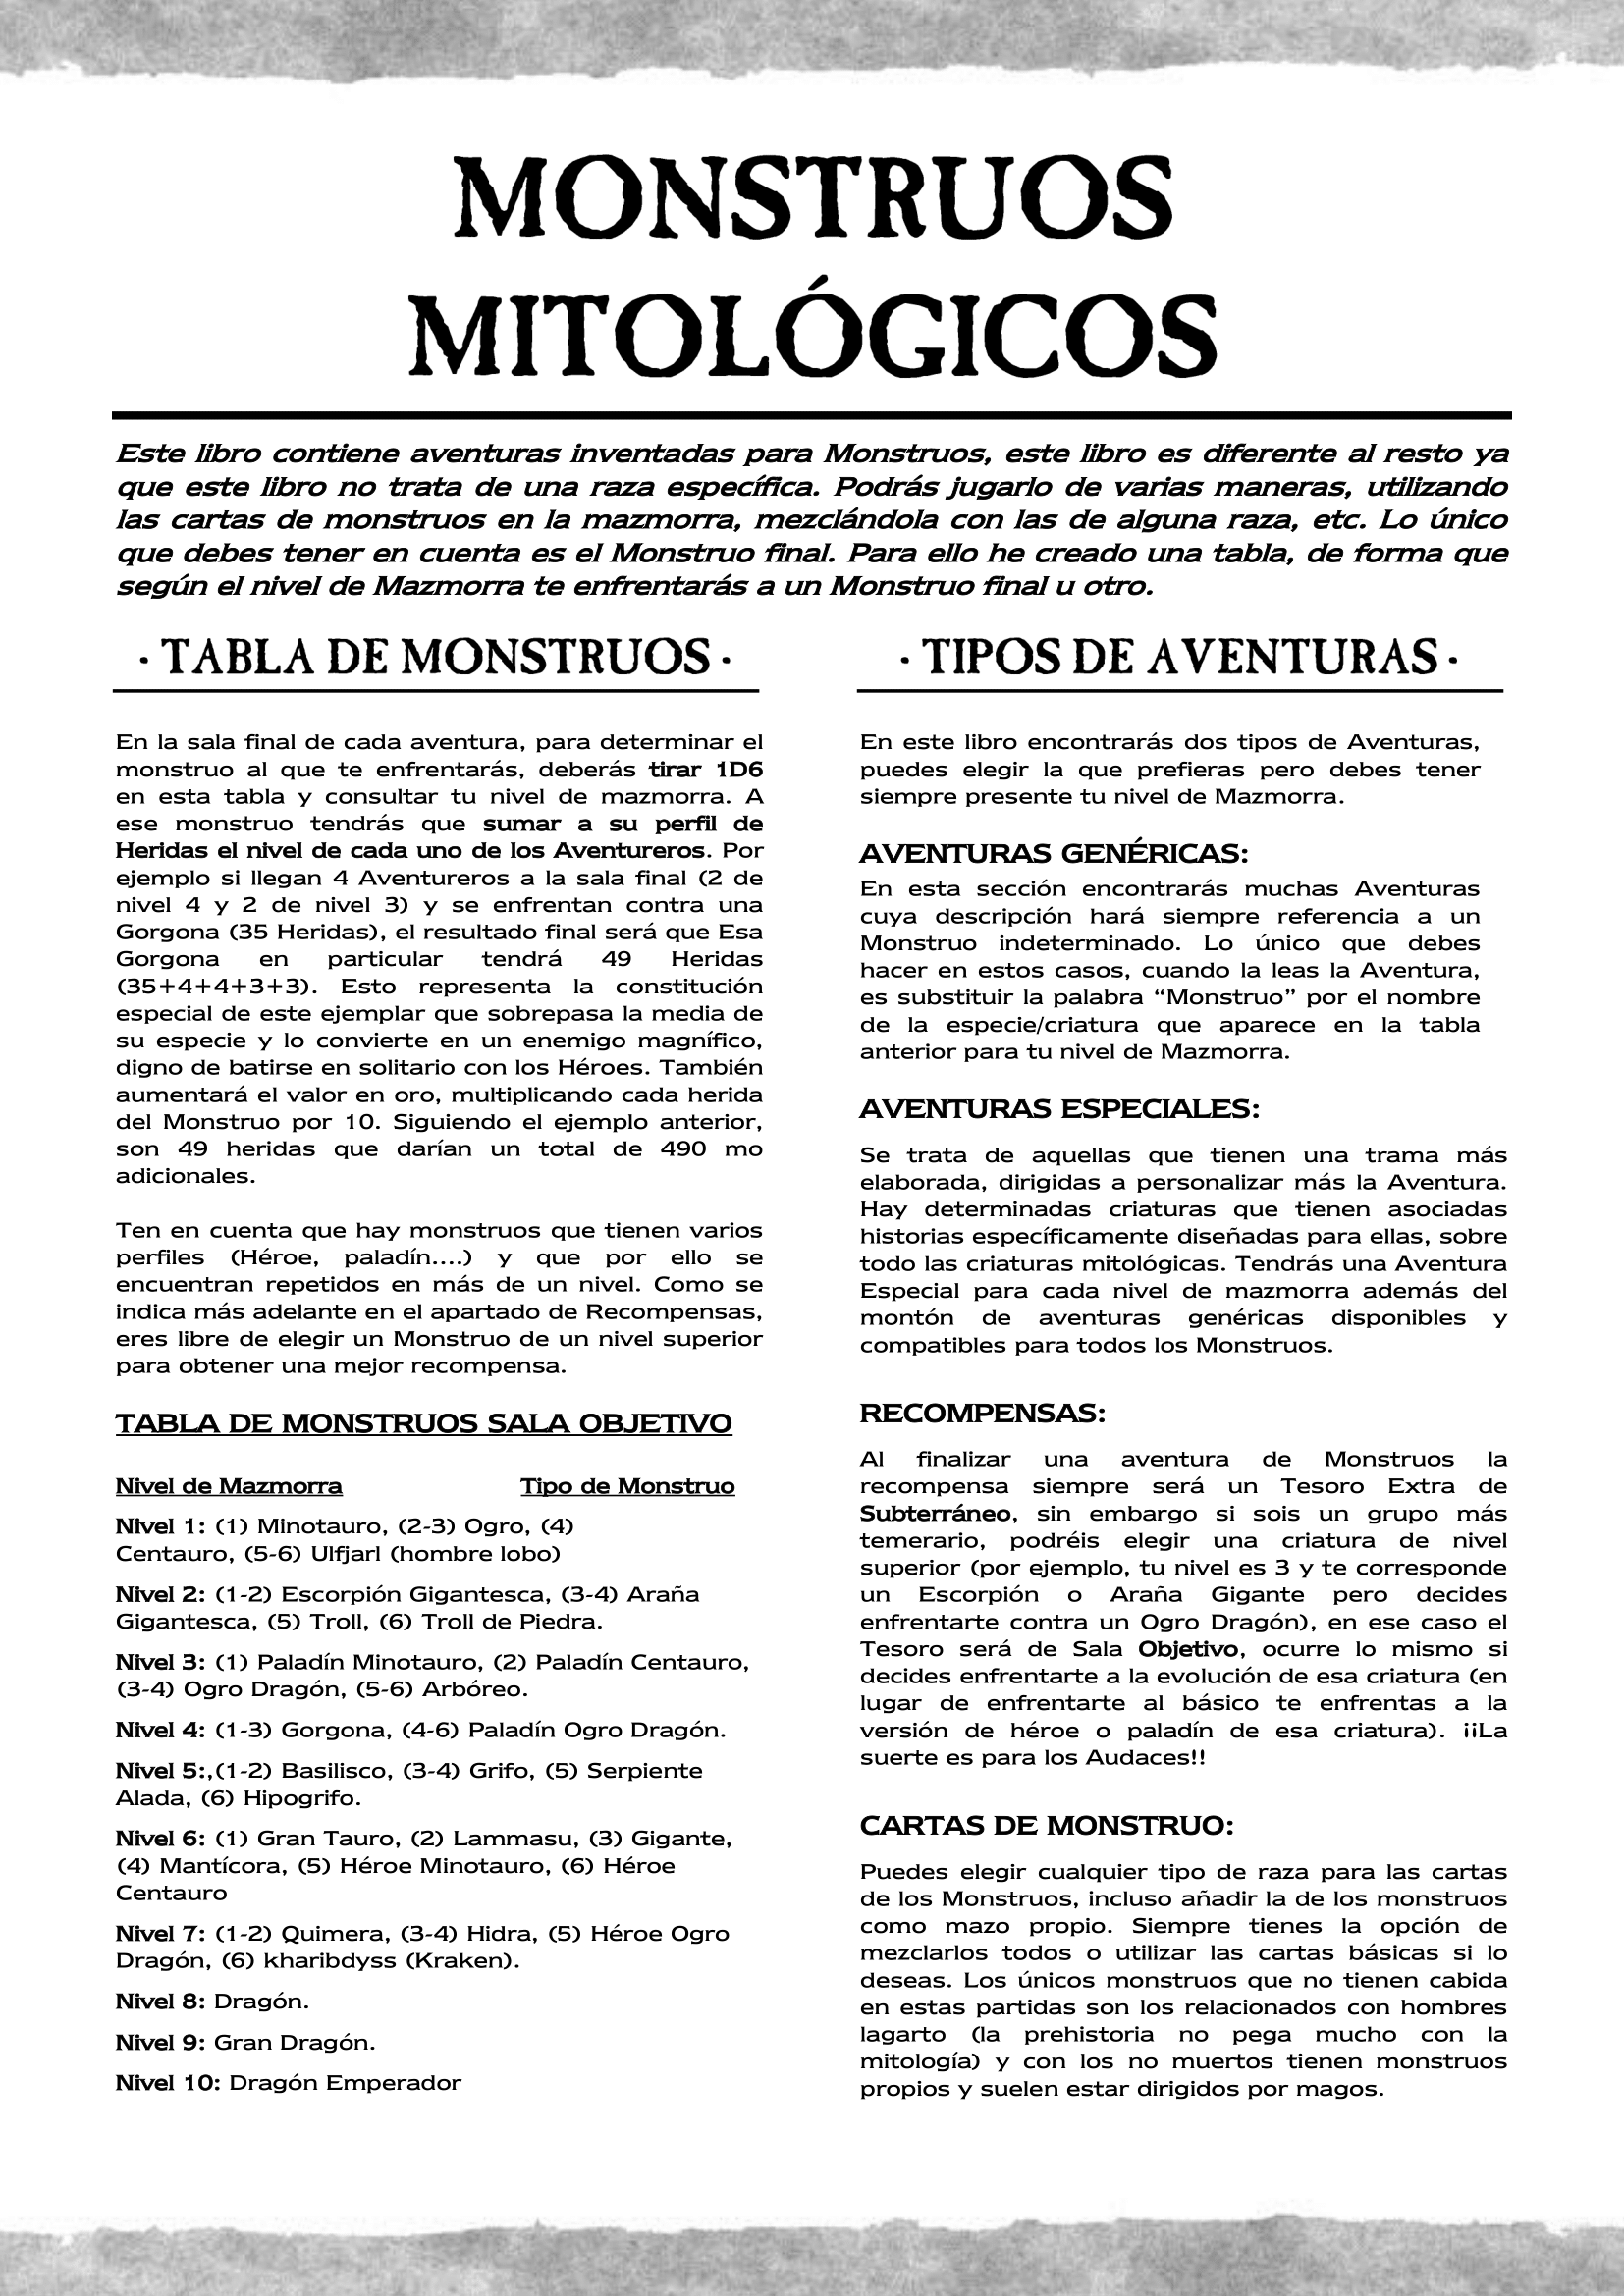 MONSTRUOS
MITOLÓGICOS
Este libro contiene aventuras inventadas para Monstruos, este libro es diferente al resto ya
que este libro no trata de una raza específica. Podrás jugarlo de varias maneras, utilizando
las cartas de monstruos en la mazmorra, mezclándola con las de alguna raza, etc. Lo único
que debes tener en cuenta es el Monstruo final. Para ello he creado una tabla, de forma que
según el nivel de Mazmorra te enfrentarás a un Monstruo final u otro.
· TABLA DE MONSTRUOS ·
En la sala final de cada aventura, para determinar el
monstruo al que te enfrentarás, deberás tirar 1D6
en esta tabla y consultar tu nivel de mazmorra. A
ese monstruo tendrás que sumar a su perfil de
Heridas el nivel de cada uno de los Aventureros. Por
ejemplo si llegan 4 Aventureros a la sala final (2 de
nivel 4 y 2 de nivel 3) y se enfrentan contra una
Gorgona (35 Heridas), el resultado final será que Esa
Gorgona en particular tendrá 49 Heridas
(35+4+4+3+3). Esto representa la constitución
especial de este ejemplar que sobrepasa la media de
su especie y lo convierte en un enemigo magnífico,
digno de batirse en solitario con los Héroes. También
aumentará el valor en oro, multiplicando cada herida
del Monstruo por 10. Siguiendo el ejemplo anterior,
son 49 heridas que darían un total de 490 mo
adicionales.
Ten en cuenta que hay monstruos que tienen varios
perfiles (Héroe, paladín....) y que por ello se
encuentran repetidos en más de un nivel. Como se
indica más adelante en el apartado de Recompensas,
eres libre de elegir un Monstruo de un nivel superior
para obtener una mejor recompensa.
TABLA DE MONSTRUOS SALA OBJETIVO
Nivel de Mazmorra Tipo de Monstruo
Nivel 1: (1) Minotauro, (2-3) Ogro, (4)
Centauro, (5-6) Ulfjarl (hombre lobo)
Nivel 2: (1-2) Escorpión Gigantesca, (3-4) Araña
Gigantesca, (5) Troll, (6) Troll de Piedra.
Nivel 3: (1) Paladín Minotauro, (2) Paladín Centauro,
(3-4) Ogro Dragón, (5-6) Arbóreo.
Nivel 4: (1-3) Gorgona, (4-6) Paladín Ogro Dragón.
Nivel 5:,(1-2) Basilisco, (3-4) Grifo, (5) Serpiente
Alada, (6) Hipogrifo.
Nivel 6: (1) Gran Tauro, (2) Lammasu, (3) Gigante,
(4) Mantícora, (5) Héroe Minotauro, (6) Héroe
Centauro
Nivel 7: (1-2) Quimera, (3-4) Hidra, (5) Héroe Ogro
Dragón, (6) kharibdyss (Kraken).
Nivel 8: Dragón.
Nivel 9: Gran Dragón.
Nivel 10: Dragón Emperador
· TIPOS DE AVENTURAS ·
En este libro encontrarás dos tipos de Aventuras,
puedes elegir la que prefieras pero debes tener
siempre presente tu nivel de Mazmorra.
AVENTURAS GENÉRICAS:
En esta sección encontrarás muchas Aventuras
cuya descripción hará siempre referencia a un
Monstruo indeterminado. Lo único que debes
hacer en estos casos, cuando la leas la Aventura,
es substituir la palabra “Monstruo” por el nombre
de la especie/criatura que aparece en la tabla
anterior para tu nivel de Mazmorra.
AVENTURAS ESPECIALES:
Se trata de aquellas que tienen una trama más
elaborada, dirigidas a personalizar más la Aventura.
Hay determinadas criaturas que tienen asociadas
historias específicamente diseñadas para ellas, sobre
todo las criaturas mitológicas. Tendrás una Aventura
Especial para cada nivel de mazmorra además del
montón de aventuras genéricas disponibles y
compatibles para todos los Monstruos.
RECOMPENSAS:
Al finalizar una aventura de Monstruos la
recompensa siempre será un Tesoro Extra de
Subterráneo, sin embargo si sois un grupo más
temerario, podréis elegir una criatura de nivel
superior (por ejemplo, tu nivel es 3 y te corresponde
un Escorpión o Araña Gigante pero decides
enfrentarte contra un Ogro Dragón), en ese caso el
Tesoro será de Sala Objetivo, ocurre lo mismo si
decides enfrentarte a la evolución de esa criatura (en
lugar de enfrentarte al básico te enfrentas a la
versión de héroe o paladín de esa criatura). ¡¡La
suerte es para los Audaces!!
CARTAS DE MONSTRUO:
Puedes elegir cualquier tipo de raza para las cartas
de los Monstruos, incluso añadir la de los monstruos
como mazo propio. Siempre tienes la opción de
mezclarlos todos o utilizar las cartas básicas si lo
deseas. Los únicos monstruos que no tienen cabida
en estas partidas son los relacionados con hombres
lagarto (la prehistoria no pega mucho con la
mitología) y con los no muertos tienen monstruos
propios y suelen estar dirigidos por magos.